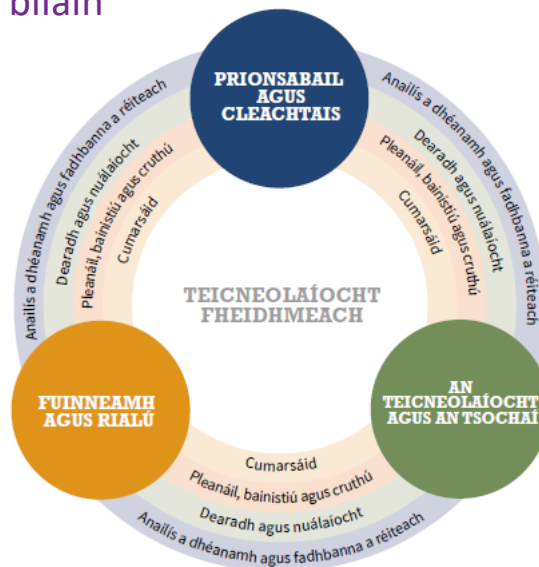 bliain
PRIONSABAIL
AGUS
CLEACHTAIS
Anailís a dhéanamh agus fadhbanna a réiteach
Dearadh agus nuálaíocht
Pleanáil, bainistiú agus cruthú
Cumarsáid
Anailís a dhéanamh agus fadhbanna a réiteach
Dearadh agus nuálaíocht
Pleanáil, bainistiú agus cruthú
Cumarsáid
TEICNEOLAÍOCHT
FHEIDHMEACH
FUINNEAMH
AGUS RIALÚ
AN
TEICNEOLAÍOCHT
AGUS AN TSOCHAÍ
Cumarsáid
Pleanáil, bainistiú agus cruthú
Dearadh agus nuálaíocht
Anailís a dhéanamh agus fadhbanna a réiteach